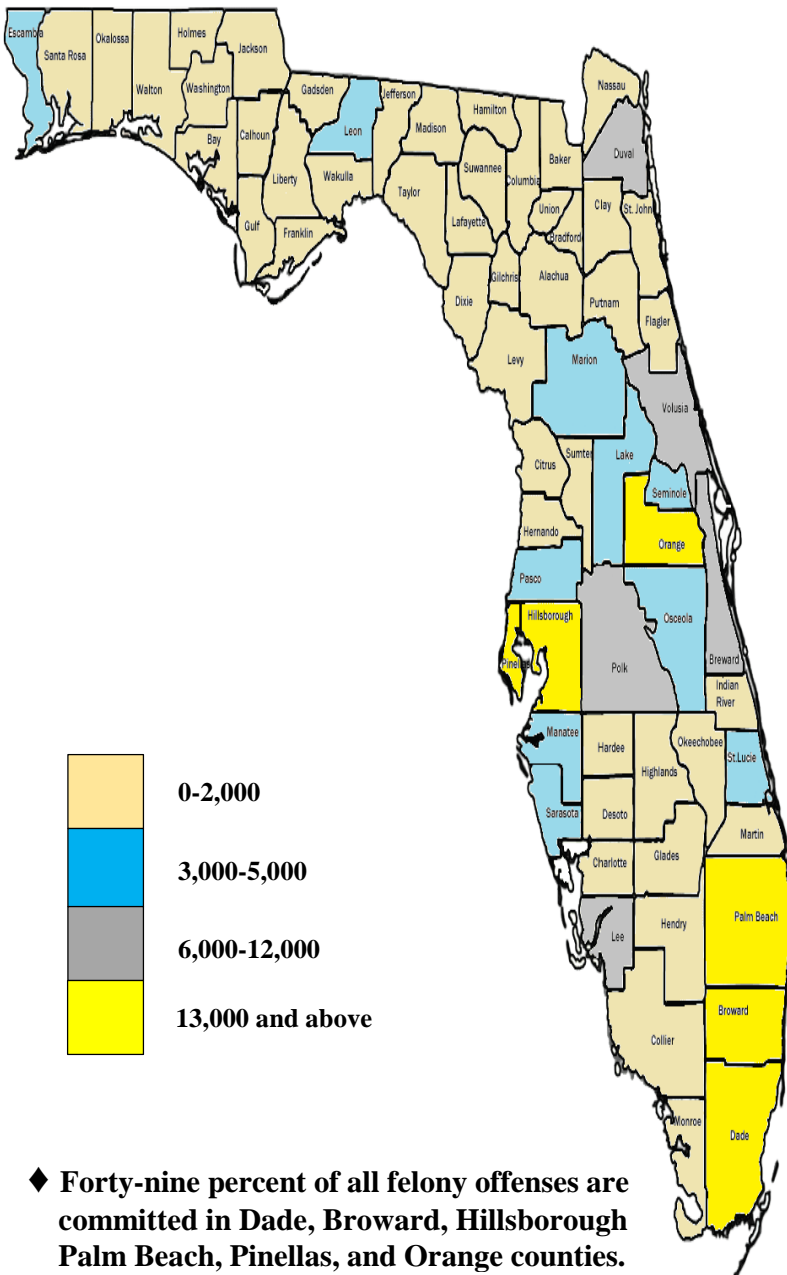 Escambia
Santa Rosa
Okalossa
Holmes
Jackson
Walton
Washington
Bay
Calhoun
Gadsden
Leon
Jefferson
Liberty
Wakulla
Gulf
Franklin
Madison
Hamilton
Taylor
Suwannee
Columbia
Lafayette
Baker
Nassau
Duval
Union
Bradford
Clay
St. John
Gilchris
Alachua
Dixie
Putnam
Flagler
Levy
Marion
Volusia
Citrus
Sumter
Lake
Seminole
Hernando
Orange
Pasco
Hillsborough
Pinellas
Polk
Osceola
Breward
Indian
River
Manatee
Hardee
Okeechobee
St.Lucie
Highlands
Sarasota
Desoto
Martin
Charlotte
Glades
Lee
Hendry
Palm Beach
Broward
Collier
Monroe
Dade
0-2,000
3,000-5,000
6,000-12,000
13,000 and above
♦ Forty-nine percent of all felony offenses are
committed in Dade, Broward, Hillsborough
Palm Beach, Pinellas, and Orange counties.